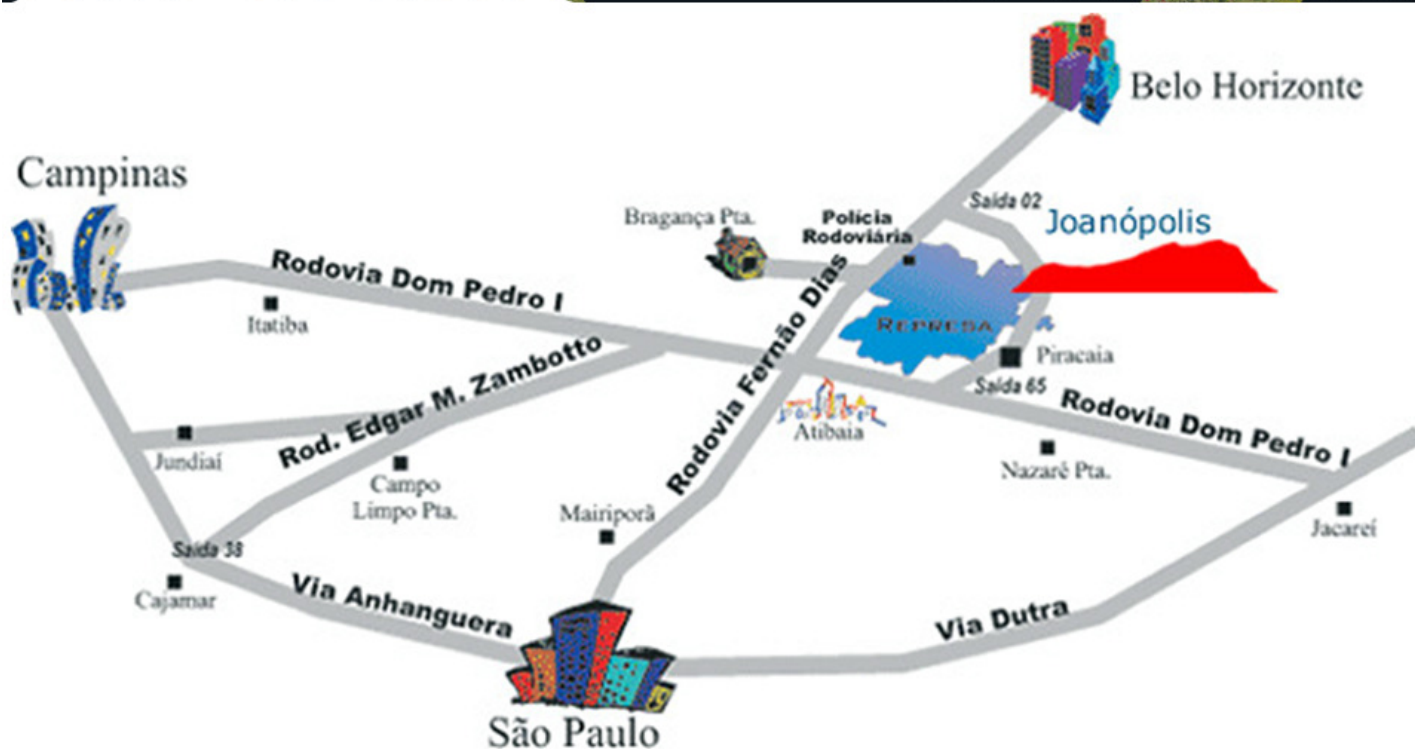 Belo Horizonte
Campinas
Saída 02
Joanópolis
Bragança Pta.
Polícia
Rodoviária
Rodovia Dom Pedro I
Itatiba
Rodovia Fernão Dias
REPRESA
Piracaia
Saída 65
Rod. Edgar M. Zambotto
Atibaia
Rodovia Dom Pedro I
Jundiaí
Campo
Limpo Pta.
Nazaré Pta.
Mairiporã
Jacareí
Saída 38
Cajamar
Via Anhanguera
Via Dutra
São Paulo